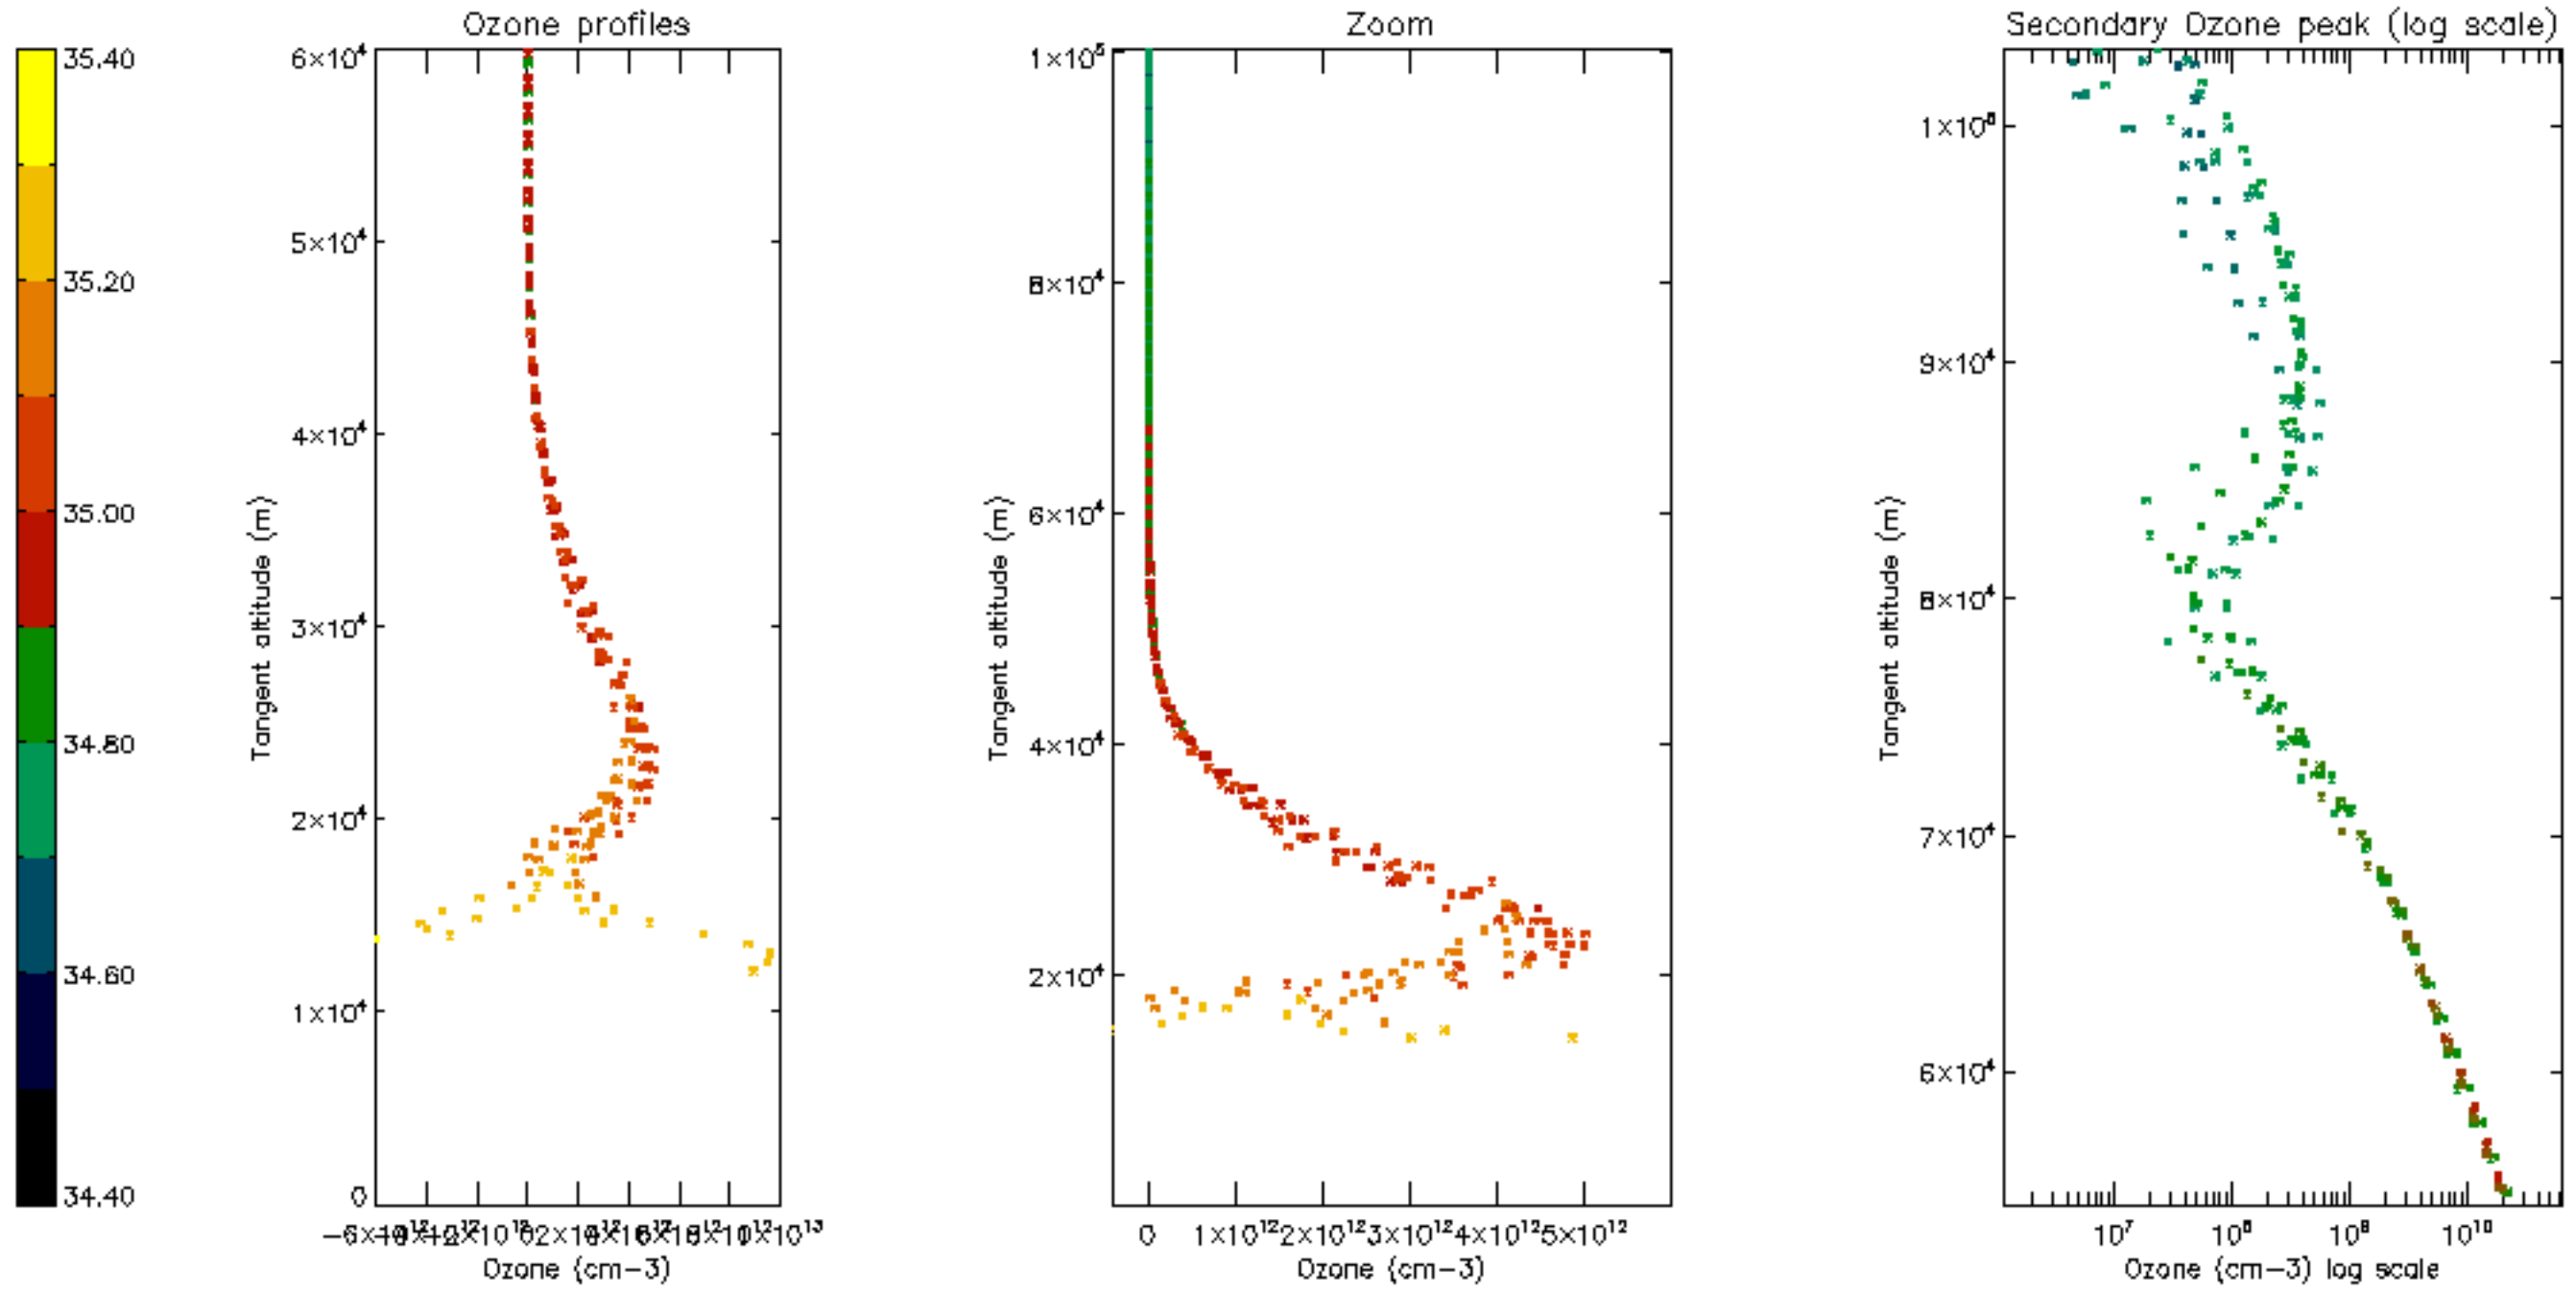 Ozone profiles
Zoom
Secondary Ozone peak (log scale)
35.40
35.20
35.00
34.80
34.60
34.40
6×10⁴
5×10⁴
4×10⁴
3×10⁴
2×10⁴
1×10⁴
0
Tangent altitude (m)
Ozone (cm-3)
1×10⁵
8×10⁴
6×10⁴
4×10⁴
2×10⁴
Tangent altitude (m)
0 1×10¹² 2×10¹² 3×10¹² 4×10¹² 5×10¹²
Ozone (cm-3)
1×10⁵
9×10⁴
8×10⁴
7×10⁴
6×10⁴
Tangent altitude (m)
10⁷ 10⁸ 10⁹ 10¹⁰
Ozone (cm-3) log scale